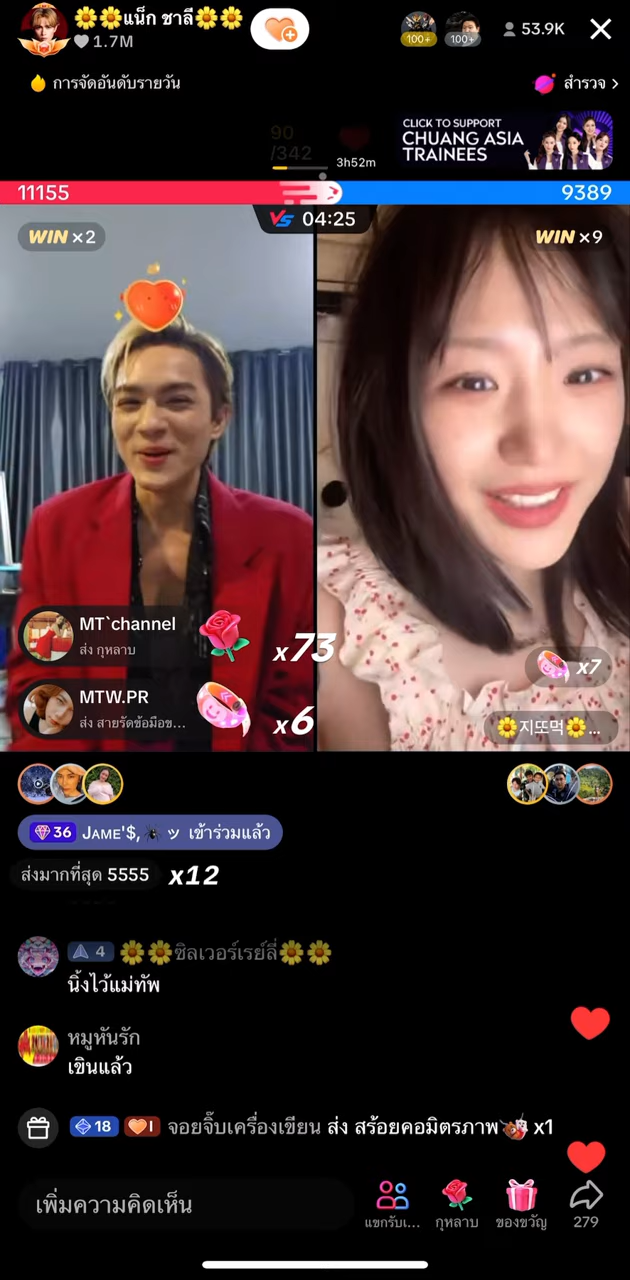 🌼🌼แน็ก ชาลี🌼🌼
1.7M
100+
100+
53.9K
การจัดอันดับรายวัน
สำรวจ
90
/342
3h52m
CLICK TO SUPPORT
CHUANG ASIA
TRAINEES
11155
9389
VS 04:25
WIN x2
WIN x9
MT`channel
ส่ง กุหลาบ
x73
MTW.PR
ส่ง สายรัดข้อมือข...
x6
x7
🌼지또먹🌼...
36 JAME'$,🕷️ ツ เข้าร่วมแล้ว
ส่งมากที่สุด 5555 x12
4 🌼🌼ซิลเวอร์เรย์ลี่🌼🌼
นิ้งไว้แม่ทัพ
หมูหันรัก
เขินแล้ว
18 I จอยจิ๊บเครื่องเขียน ส่ง สร้อยคอมิตรภาพ x1
เพิ่มความคิดเห็น
แขกรับเ...
กุหลาบ
ของขวัญ
279